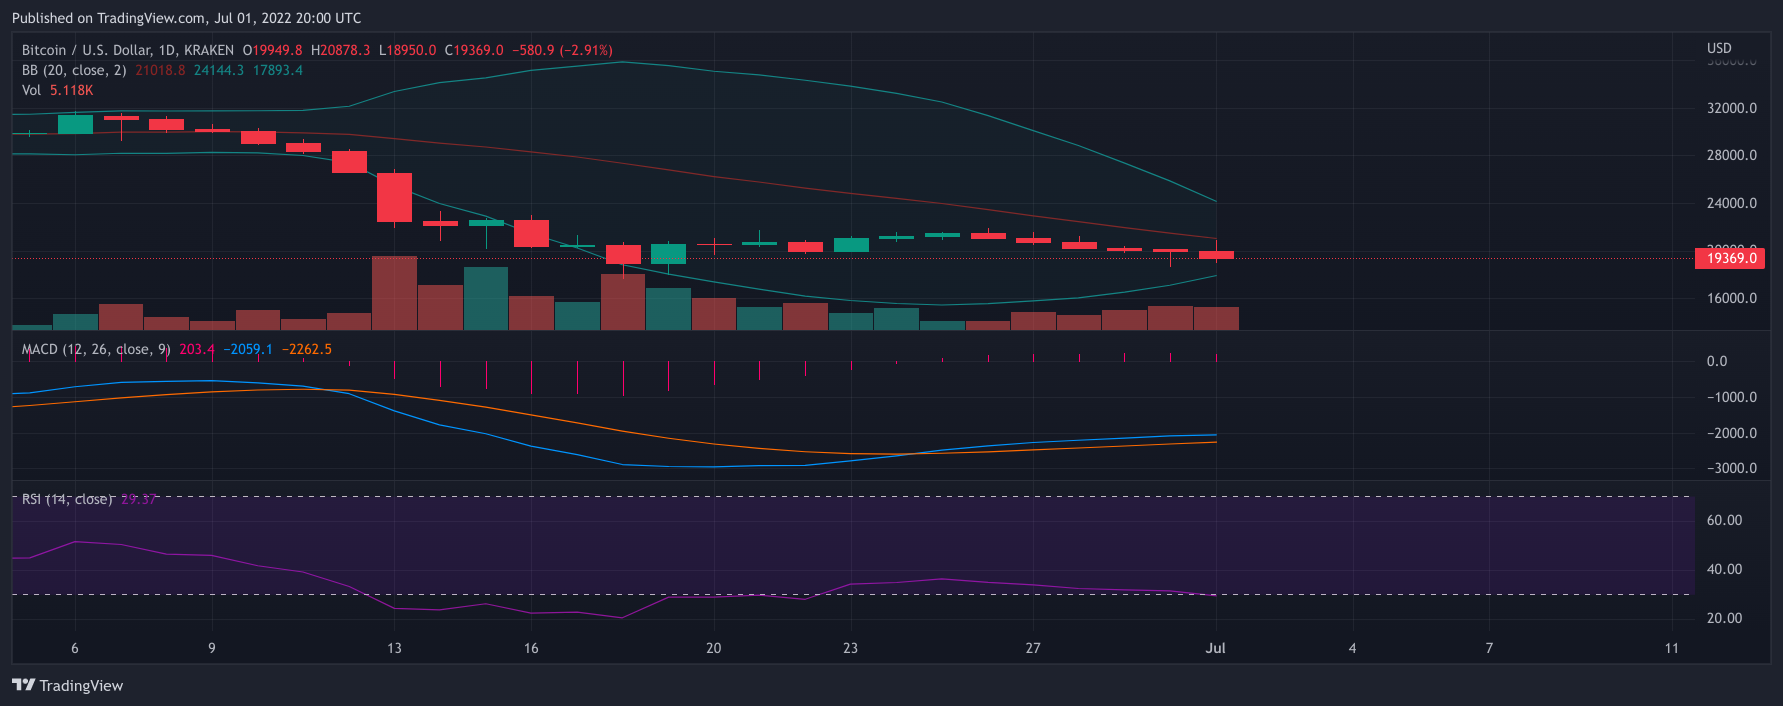 Published on TradingView.com, Jul 01, 2022 20:00 UTC
Bitcoin / U.S. Dollar, 1D, KRAKEN O19949.8 H20878.3 L18950.0 C19369.0 −580.9 (−2.91%)
BB (20, close, 2) 21018.8 24144.3 17893.4
Vol 5.118K
USD
36000.0
32000.0
28000.0
24000.0
20000.0
19369.0
16000.0
MACD (12, 26, close, 9) 203.4 −2059.1 −2262.5
0.0
−1000.0
−2000.0
−3000.0
RSI (14, close) 29.37
60.00
40.00
20.00
6 9 13 16 20 23 27 Jul 4 7 11
TradingView